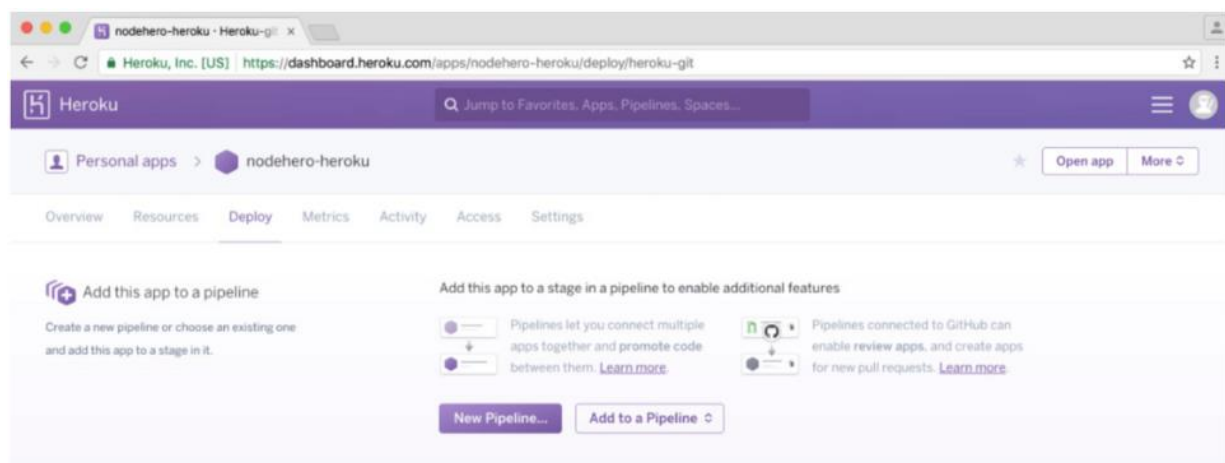 nodehero-heroku · Heroku-git
Heroku, Inc. [US] https://dashboard.heroku.com/apps/nodehero-heroku/deploy/heroku-git
Heroku
Jump to Favorites, Apps, Pipelines, Spaces...
Personal apps > nodehero-heroku
Open app More
Overview Resources Deploy Metrics Activity Access Settings
Add this app to a pipeline
Create a new pipeline or choose an existing one
and add this app to a stage in it.
Add this app to a stage in a pipeline to enable additional features
Pipelines let you connect multiple
apps together and promote code
between them. Learn more.
Pipelines connected to GitHub can
enable review apps, and create apps
for new pull requests. Learn more.
New Pipeline... Add to a Pipeline